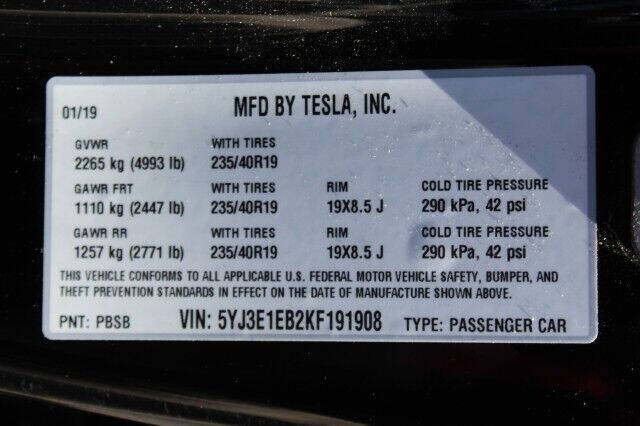 01/19 MFD BY TESLA, INC.
GVWR WITH TIRES
2265 kg (4993 lb) 235/40R19
GAWR FRT WITH TIRES RIM COLD TIRE PRESSURE
1110 kg (2447 lb) 235/40R19 19X8.5 J 290 kPa, 42 psi
GAWR RR WITH TIRES RIM COLD TIRE PRESSURE
1257 kg (2771 lb) 235/40R19 19X8.5 J 290 kPa, 42 psi
THIS VEHICLE CONFORMS TO ALL APPLICABLE U.S. FEDERAL MOTOR VEHICLE SAFETY, BUMPER, AND
THEFT PREVENTION STANDARDS IN EFFECT ON THE DATE OF MANUFACTURE SHOWN ABOVE.
PNT: PBSB VIN: 5YJ3E1EB2KF191908 TYPE: PASSENGER CAR